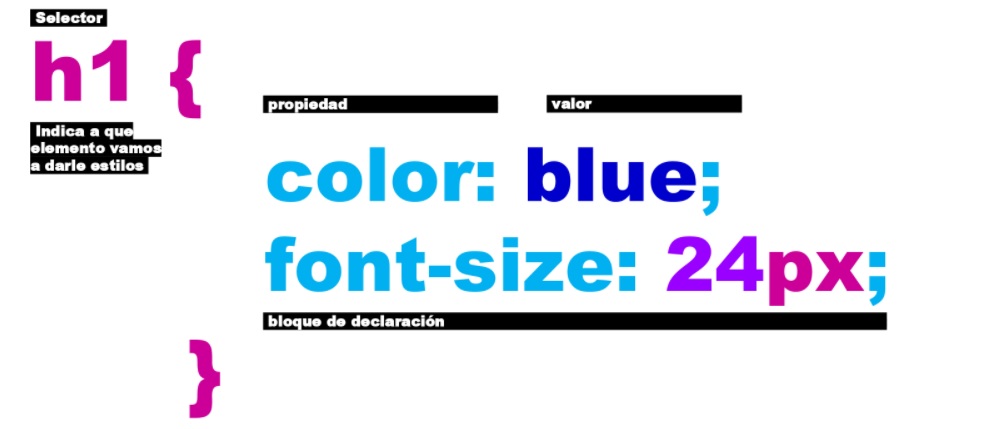 Selector
h1 {
Indica a que
elemento vamos
a darle estilos
propiedad valor
color: blue;
font-size: 24px;
bloque de declaración
}